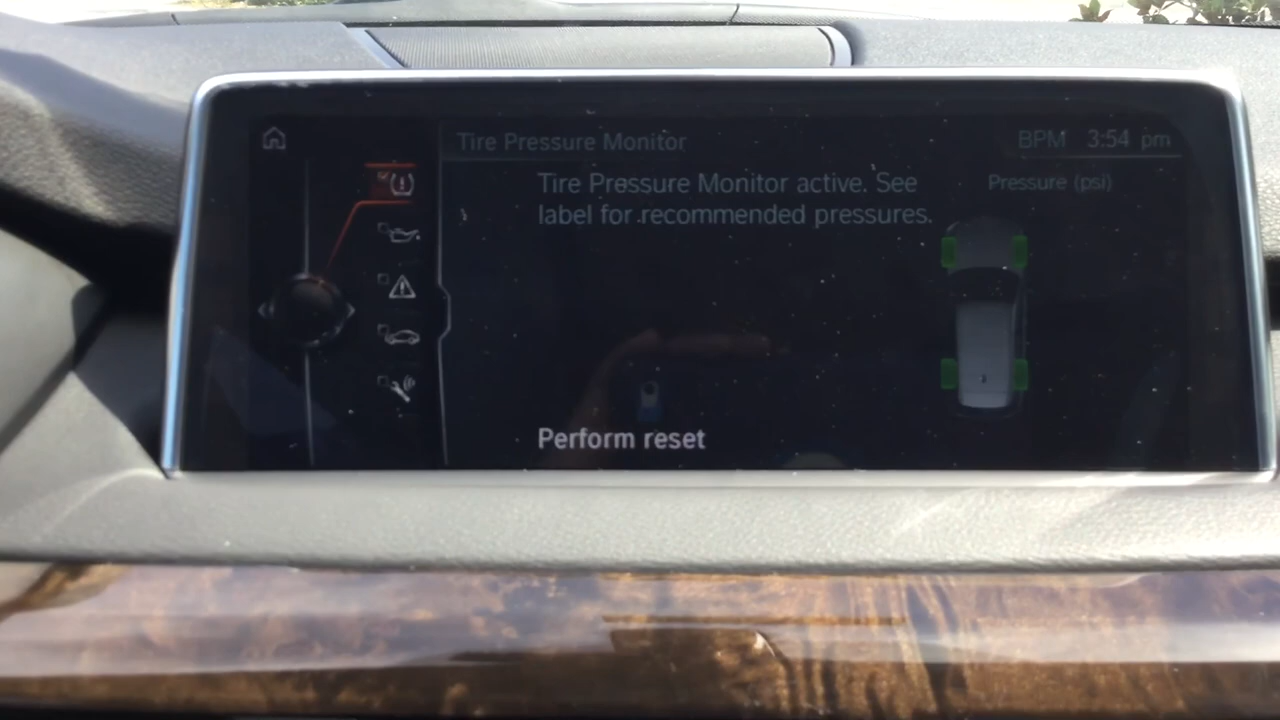 Tire Pressure Monitor
BPM 3:54 pm
Tire Pressure Monitor active. See
label for recommended pressures.
Pressure (psi)
Perform reset